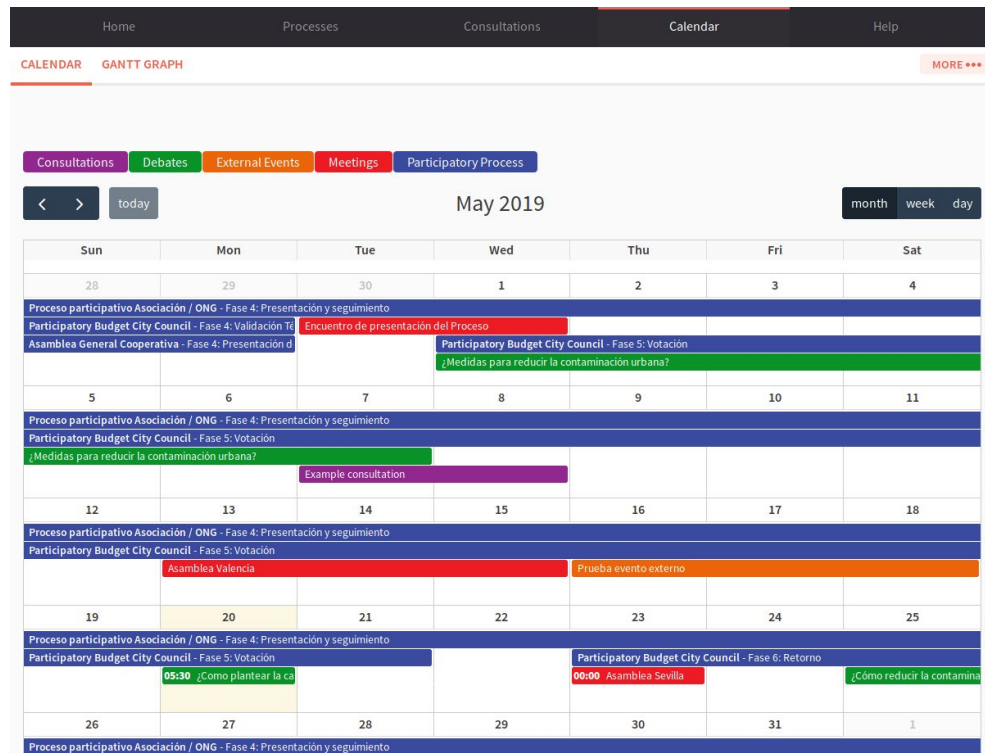 Home Processes Consultations Calendar Help
CALENDAR GANTT GRAPH MORE •••
Consultations Debates External Events Meetings Participatory Process
today May 2019 month week day
Sun Mon Tue Wed Thu Fri Sat
28 29 30 1 2 3 4
Proceso participativo Asociación / ONG - Fase 4: Presentación y seguimiento
Participatory Budget City Council - Fase 4: Validación Té Encuentro de presentación del Proceso
Asamblea General Cooperativa - Fase 4: Presentación d Participatory Budget City Council - Fase 5: Votación
¿Medidas para reducir la contaminación urbana?
5 6 7 8 9 10 11
Proceso participativo Asociación / ONG - Fase 4: Presentación y seguimiento
Participatory Budget City Council - Fase 5: Votación
¿Medidas para reducir la contaminación urbana?
Example consultation
12 13 14 15 16 17 18
Proceso participativo Asociación / ONG - Fase 4: Presentación y seguimiento
Participatory Budget City Council - Fase 5: Votación
Asamblea Valencia Prueba evento externo
19 20 21 22 23 24 25
Proceso participativo Asociación / ONG - Fase 4: Presentación y seguimiento
Participatory Budget City Council - Fase 5: Votación Participatory Budget City Council - Fase 6: Retorno
05:30 ¿Como plantear la ca 00:00 Asamblea Sevilla ¿Cómo reducir la contamina
26 27 28 29 30 31 1
Proceso participativo Asociación / ONG - Fase 4: Presentación y seguimiento